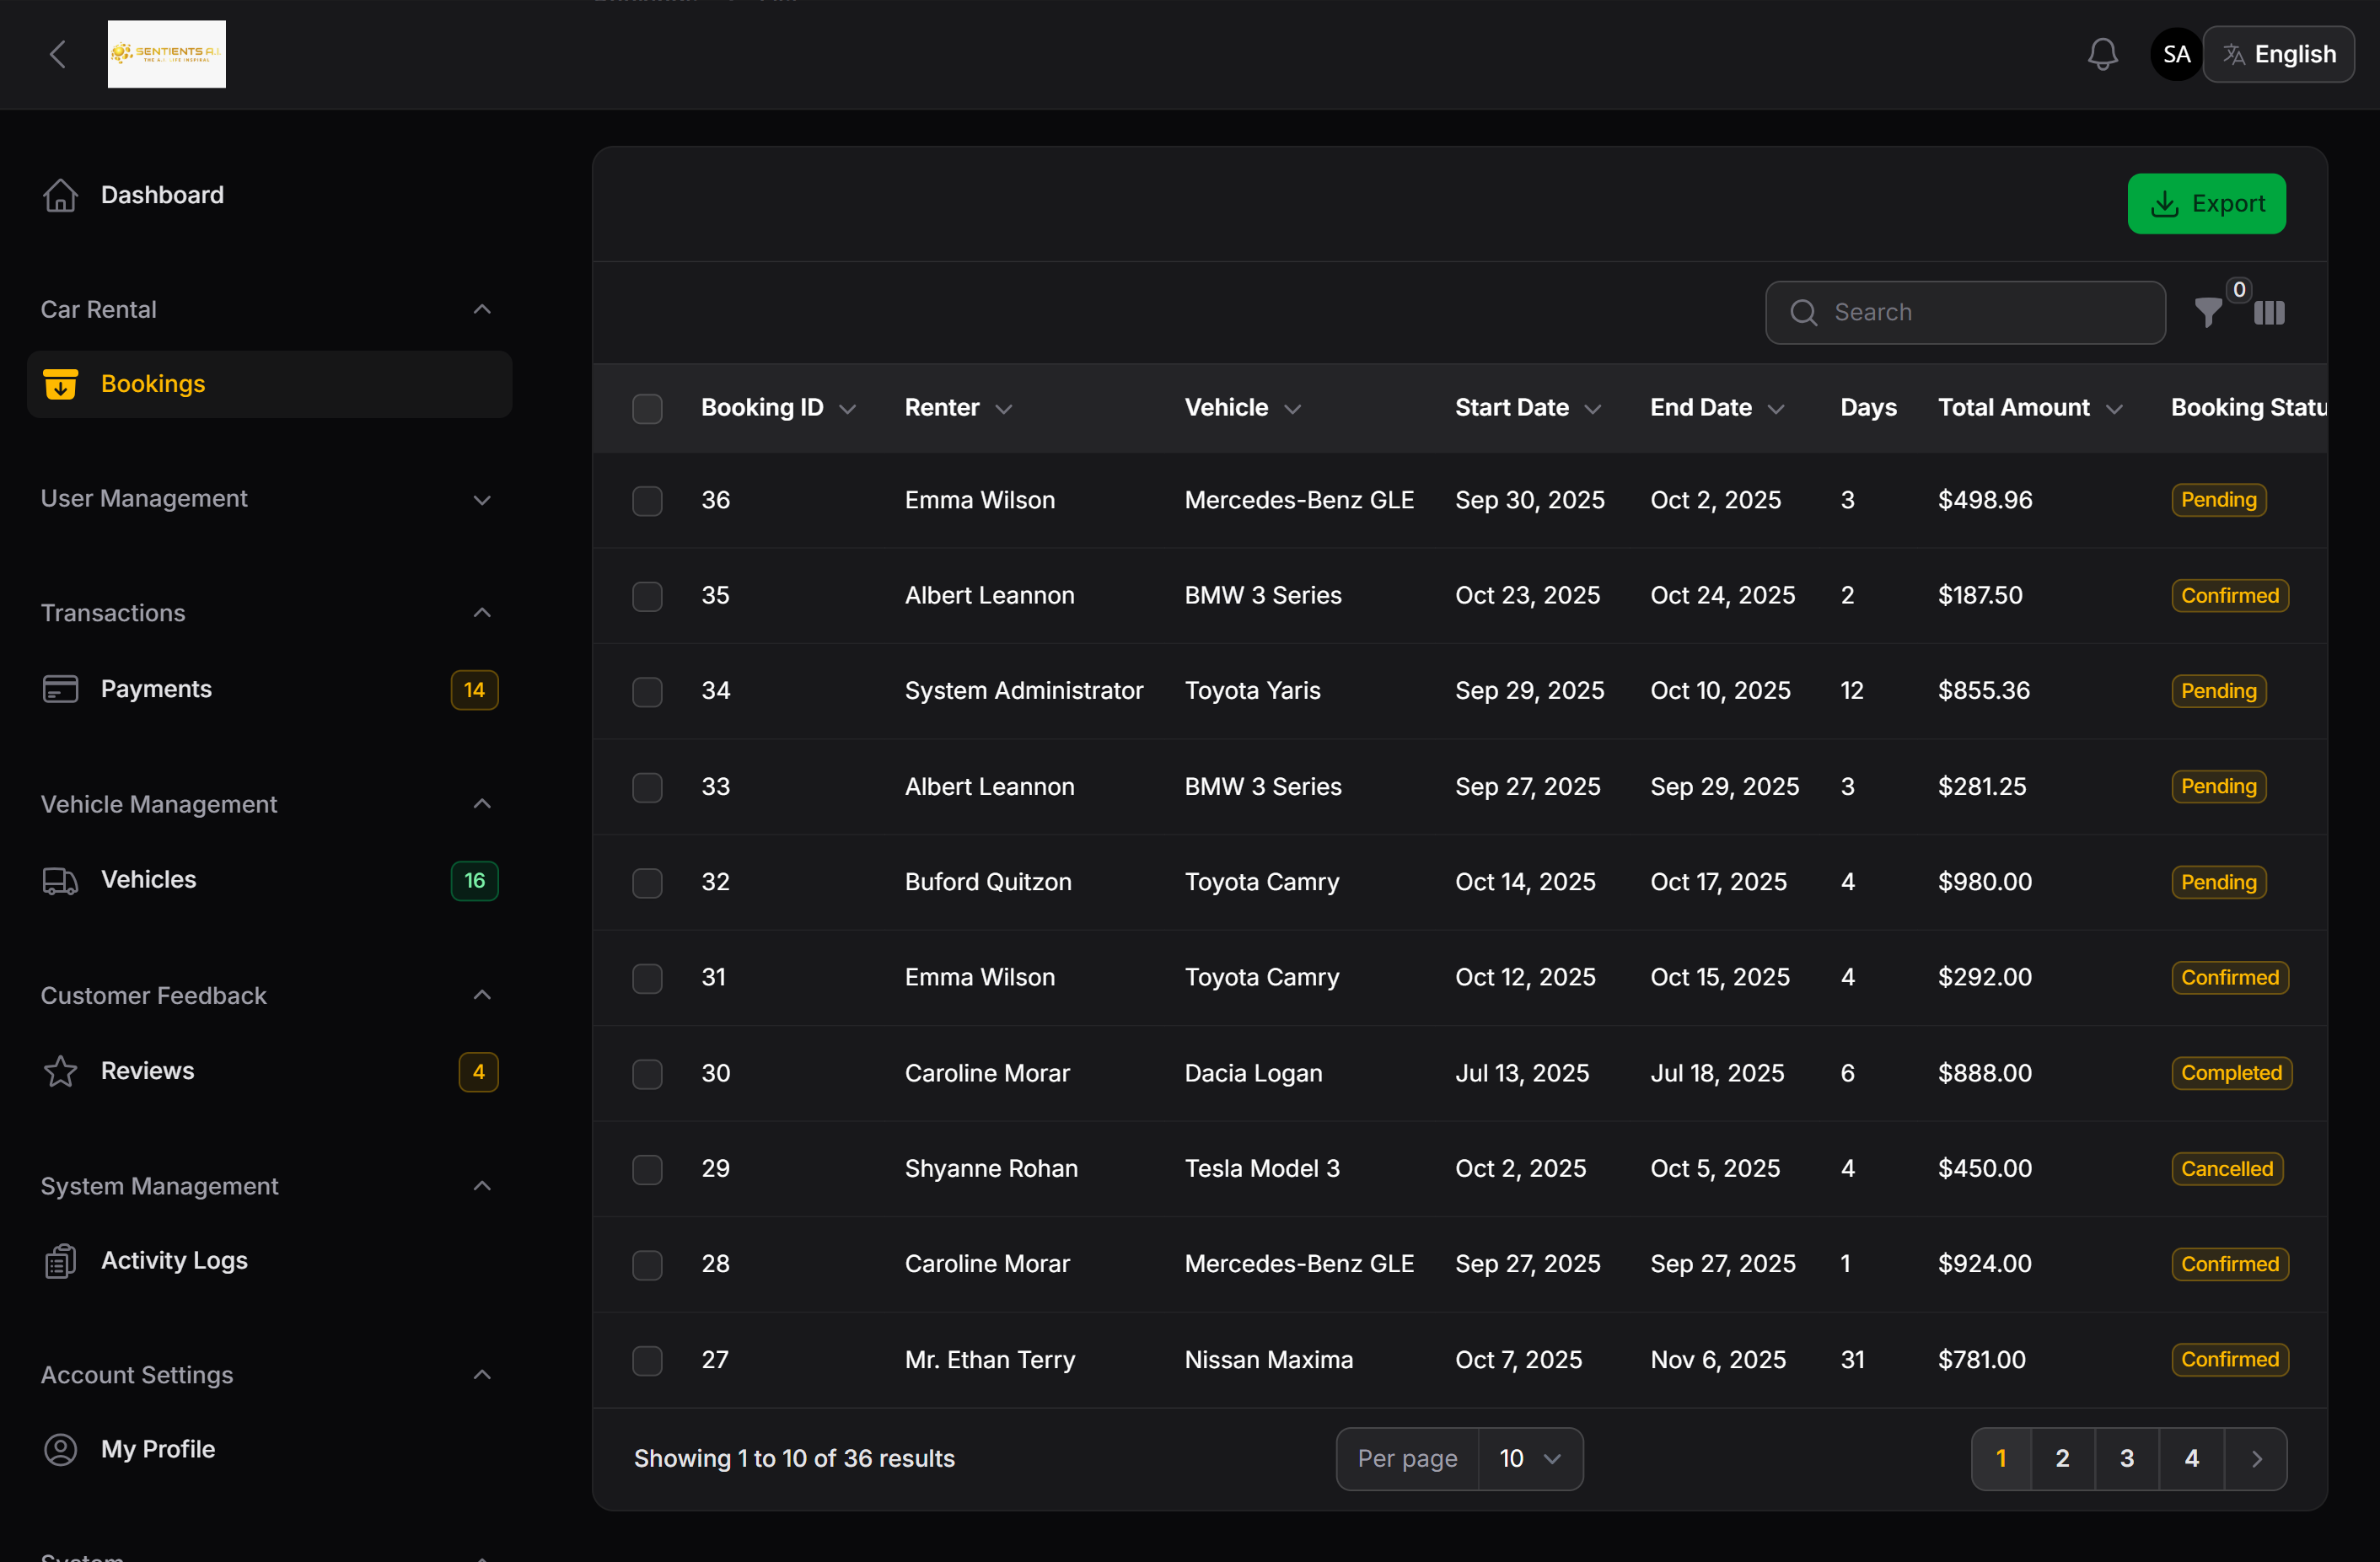 SENTIENTS A.I.
SA
English
Dashboard
Car Rental
Bookings
User Management
Transactions
Payments 14
Vehicle Management
Vehicles 16
Customer Feedback
Reviews 4
System Management
Activity Logs
Account Settings
My Profile
System
Export
Search
0
Booking ID Renter Vehicle Start Date End Date Days Total Amount Booking Statu
36 Emma Wilson Mercedes-Benz GLE Sep 30, 2025 Oct 2, 2025 3 $498.96 Pending
35 Albert Leannon BMW 3 Series Oct 23, 2025 Oct 24, 2025 2 $187.50 Confirmed
34 System Administrator Toyota Yaris Sep 29, 2025 Oct 10, 2025 12 $855.36 Pending
33 Albert Leannon BMW 3 Series Sep 27, 2025 Sep 29, 2025 3 $281.25 Pending
32 Buford Quitzon Toyota Camry Oct 14, 2025 Oct 17, 2025 4 $980.00 Pending
31 Emma Wilson Toyota Camry Oct 12, 2025 Oct 15, 2025 4 $292.00 Confirmed
30 Caroline Morar Dacia Logan Jul 13, 2025 Jul 18, 2025 6 $888.00 Completed
29 Shyanne Rohan Tesla Model 3 Oct 2, 2025 Oct 5, 2025 4 $450.00 Cancelled
28 Caroline Morar Mercedes-Benz GLE Sep 27, 2025 Sep 27, 2025 1 $924.00 Confirmed
27 Mr. Ethan Terry Nissan Maxima Oct 7, 2025 Nov 6, 2025 31 $781.00 Confirmed
Showing 1 to 10 of 36 results
Per page 10
1 2 3 4